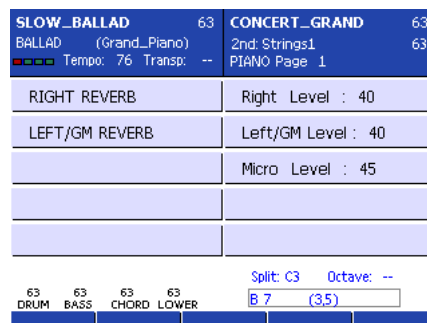 SLOW_BALLAD 63
BALLAD (Grand_Piano)
Tempo: 76 Transp: --
CONCERT_GRAND 63
2nd: Strings1 63
PIANO Page 1
RIGHT REVERB
LEFT/GM REVERB
Right Level : 40
Left/GM Level : 40
Micro Level : 45
63 63 63 63
DRUM BASS CHORD LOWER
Split: C3 Octave: --
B 7 (3,5)